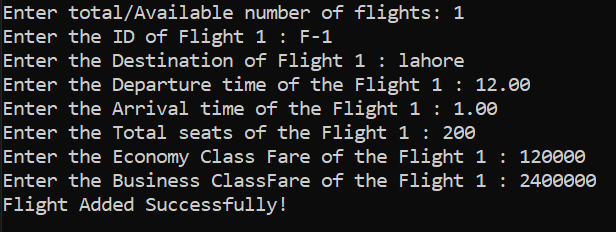 Enter total/Available number of flights: 1
Enter the ID of Flight 1 : F-1
Enter the Destination of Flight 1 : lahore
Enter the Departure time of the Flight 1 : 12.00
Enter the Arrival time of the Flight 1 : 1.00
Enter the Total seats of the Flight 1 : 200
Enter the Economy Class Fare of the Flight 1 : 120000
Enter the Business ClassFare of the Flight 1 : 2400000
Flight Added Successfully!